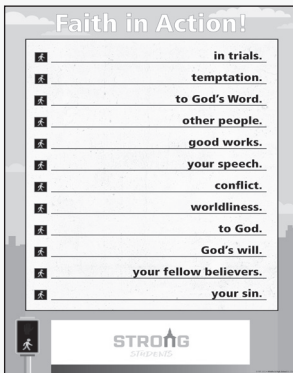 Faith in Action!
in trials.
temptation.
to God's Word.
other people.
good works.
your speech.
conflict.
worldliness.
to God.
God's will.
your fellow believers.
your sin.
STRONG
STUDENTS